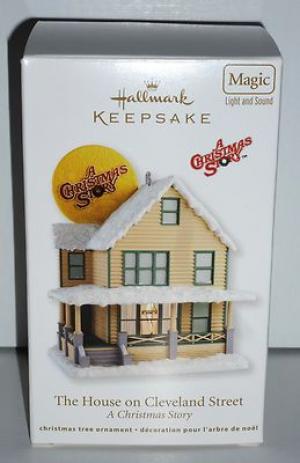 Hallmark
KEEPSAKE
Magic
Light and Sound
A
CHRISTMAS
STORY
A
CHRISTMAS
STORY™
The House on Cleveland Street
A Christmas Story
christmas tree ornament • décoration pour l'arbre de noël